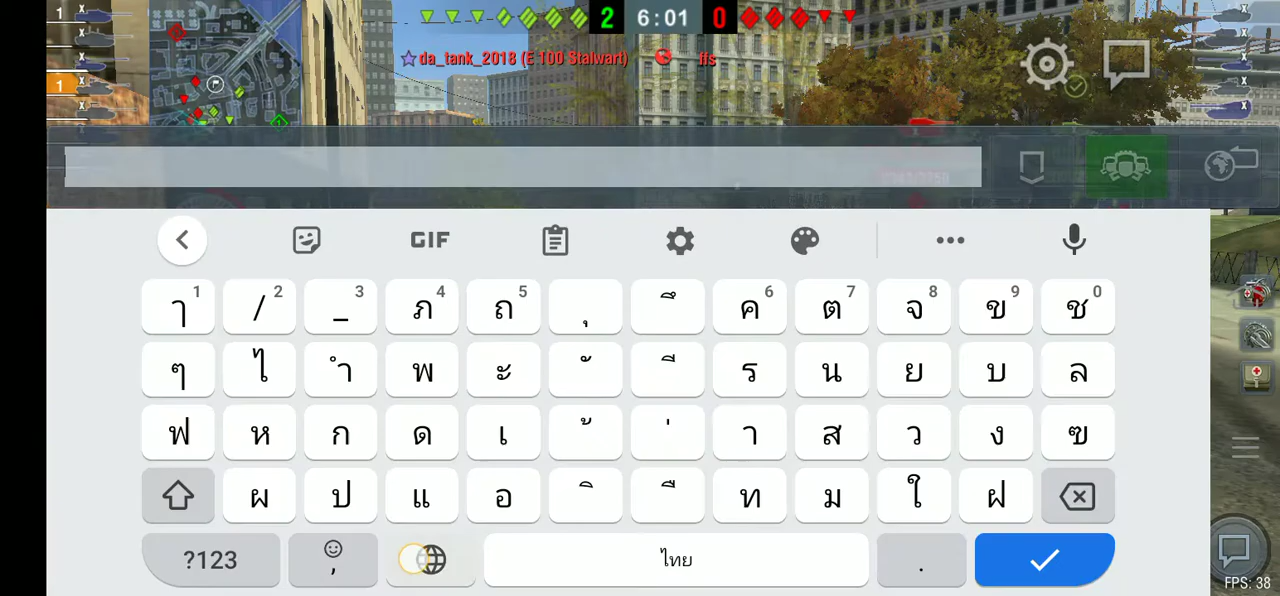 1
2 6:01 0
da_tank_2018 (E 100 Stalwart) ffs
1
GIF
ๅ 1 / 2 _ 3 ภ 4 ถ 5 ุ ึ ค 6 ต 7 จ 8 ข 9 ช 0
ๆ ไ ำ พ ะ ั ี ร น ย บ ล
ฟ ห ก ด เ ้ ่ า ส ว ง ฃ
ผ ป แ อ ิ ื ท ม ใ ฝ
?123 , ไทย .
FPS: 38